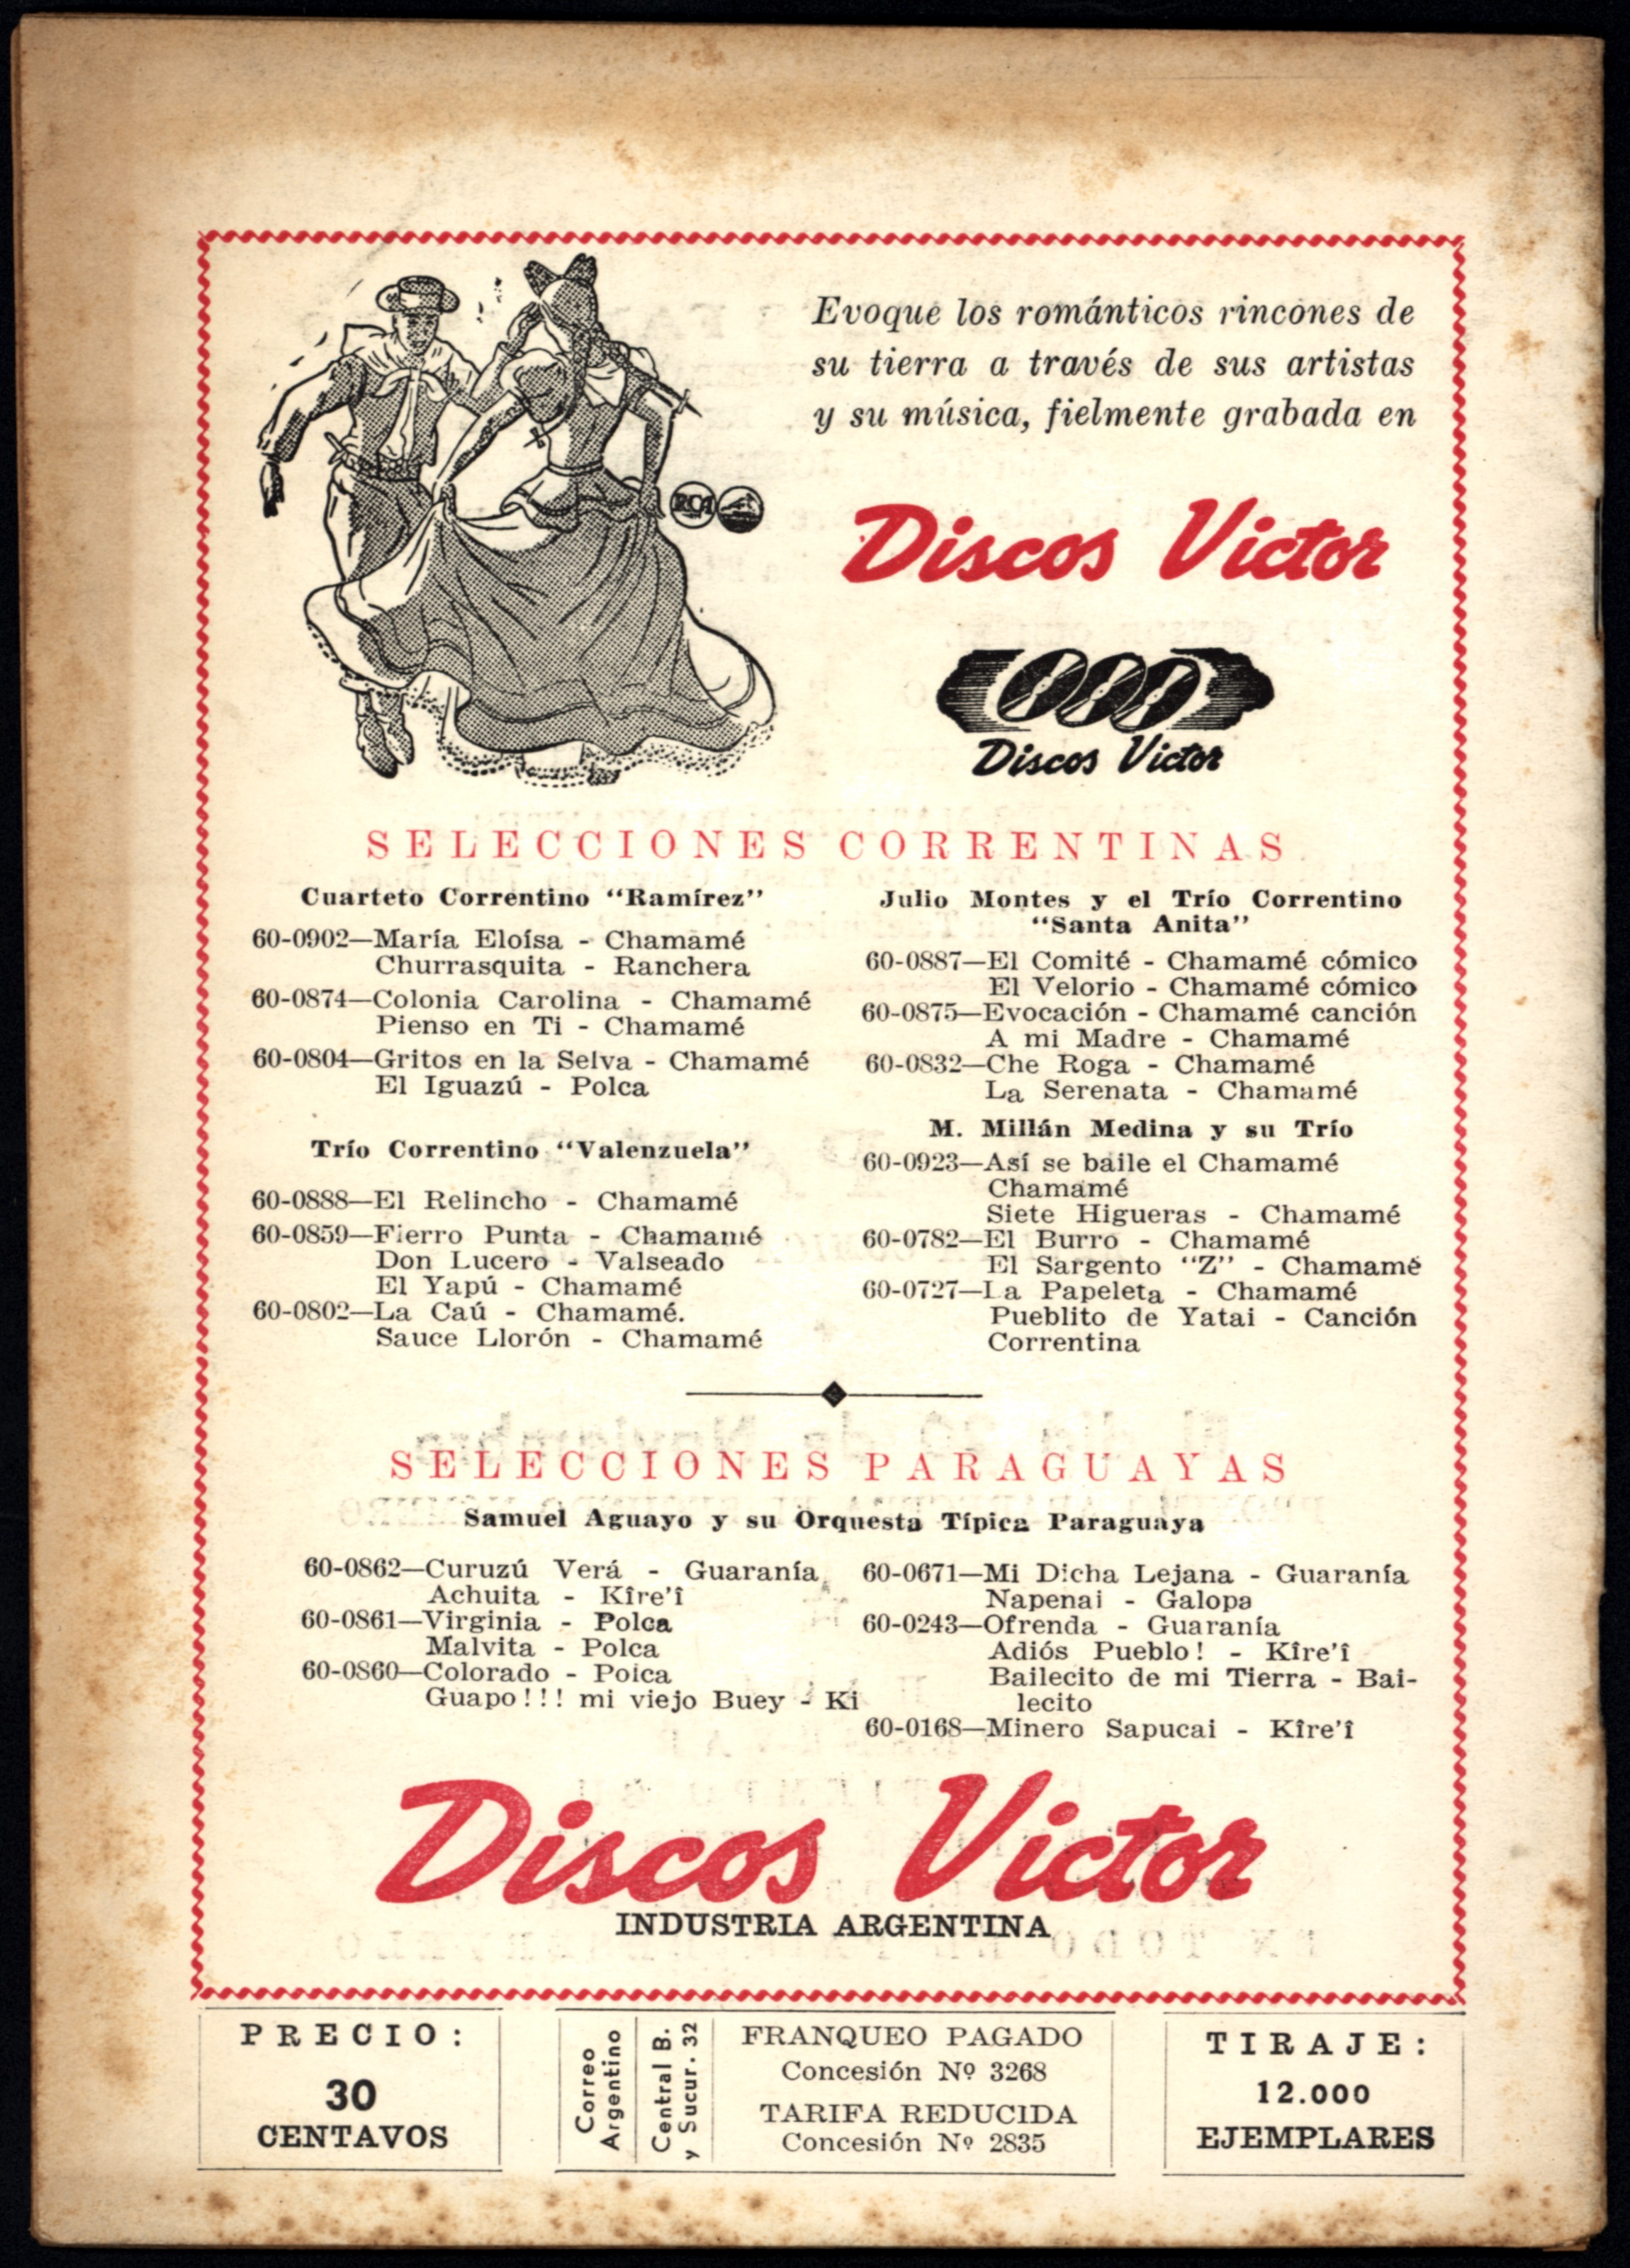 Evoque los románticos rincones de
su tierra a través de sus artistas
y su música, fielmente grabada en
RCA
Discos Victor
Discos Victor
SELECCIONES CORRENTINAS
Cuarteto Correntino “Ramírez”
60-0902—María Eloísa - Chamamé
Churrasquita - Ranchera
60-0874—Colonia Carolina - Chamamé
Pienso en Ti - Chamamé
60-0804—Gritos en la Selva - Chamamé
El Iguazú - Polca
Trío Correntino “Valenzuela”
60-0888—El Relincho - Chamamé
60-0859—Fierro Punta - Chamamé
Don Lucero - Valseado
El Yapú - Chamamé
60-0802—La Caú - Chamamé.
Sauce Llorón - Chamamé
Julio Montes y el Trío Correntino
“Santa Anita”
60-0887—El Comité - Chamamé cómico
El Velorio - Chamamé cómico
60-0875—Evocación - Chamamé canción
A mi Madre - Chamamé
60-0832—Che Roga - Chamamé
La Serenata - Chamamé
M. Millán Medina y su Trío
60-0923—Así se baile el Chamamé
Chamamé
Siete Higueras - Chamamé
60-0782—El Burro - Chamamé
El Sargento “Z” - Chamamé
60-0727—La Papeleta - Chamamé
Pueblito de Yatai - Canción
Correntina
SELECCIONES PARAGUAYAS
Samuel Aguayo y su Orquesta Típica Paraguaya
60-0862—Curuzú Verá - Guaranía
Achuita - Kîre'î
60-0861—Virginia - Polca
Malvita - Polca
60-0860—Colorado - Polca
Guapo!!! mi viejo Buey - Ki
60-0671—Mi Dicha Lejana - Guaranía
Napenai - Galopa
60-0243—Ofrenda - Guaranía
Adiós Pueblo! - Kîre'î
Bailecito de mi Tierra - Bai-
lecito
60-0168—Minero Sapucai - Kîre'î
Discos Victor
INDUSTRIA ARGENTINA
PRECIO:
30
CENTAVOS
Correo
Argentino
Central B.
y Sucur. 32
FRANQUEO PAGADO
Concesión Nº 3268
TARIFA REDUCIDA
Concesión Nº 2835
TIRAJE:
12.000
EJEMPLARES